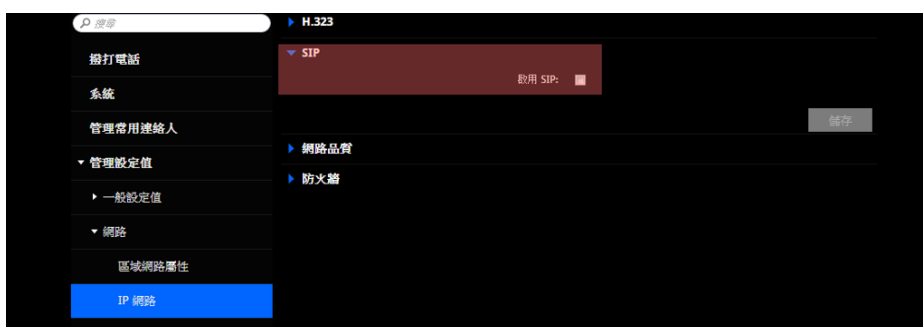 搜尋
撥打電話
系統
管理常用連絡人
管理設定值
一般設定值
網路
區域網路屬性
IP 網路
H.323
SIP
啟用 SIP:
儲存
網路品質
防火牆